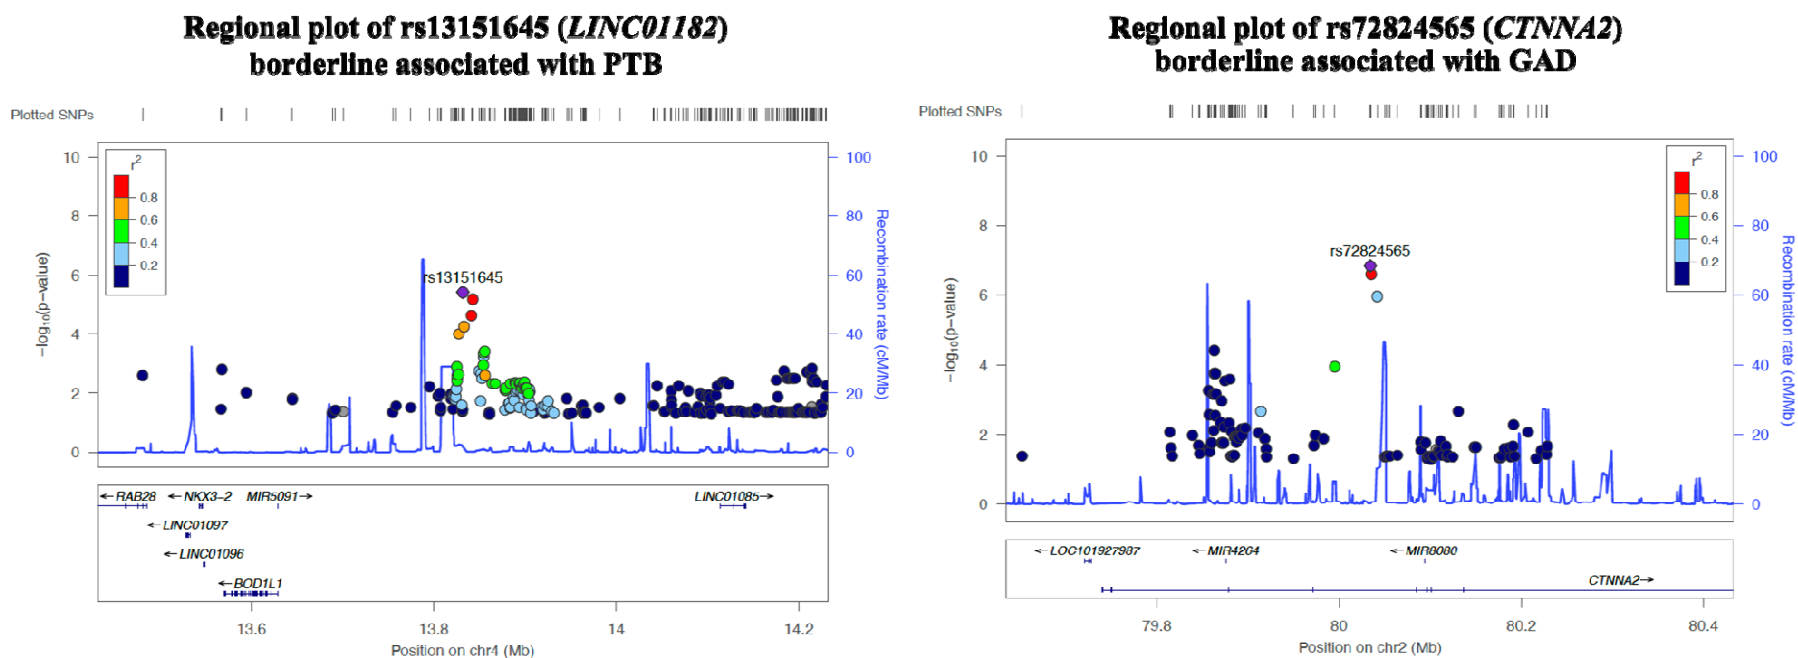 Regional plot of rs13151645 (LINC01182)
borderline associated with PTB
Plotted SNPs
10
8
6
4
2
0
-log10(p-value)
r2
0.8
0.6
0.4
0.2
rs13151645
100
80
60
40
20
0
Recombination rate (cM/Mb)
←RAB28
←NKX3-2
MIR5091→
LINC01085→
←LINC01097
←LINC01096
←BOD1L1
13.6
13.8
14
14.2
Position on chr4 (Mb)
Regional plot of rs72824565 (CTNNA2)
borderline associated with GAD
Plotted SNPs
10
8
6
4
2
0
-log10(p-value)
rs72824565
r2
0.8
0.6
0.4
0.2
100
80
60
40
20
0
Recombination rate (cM/Mb)
←LOC101927987
←MIR4264
←MIR8080
CTNNA2→
79.8
80
80.2
80.4
Position on chr2 (Mb)